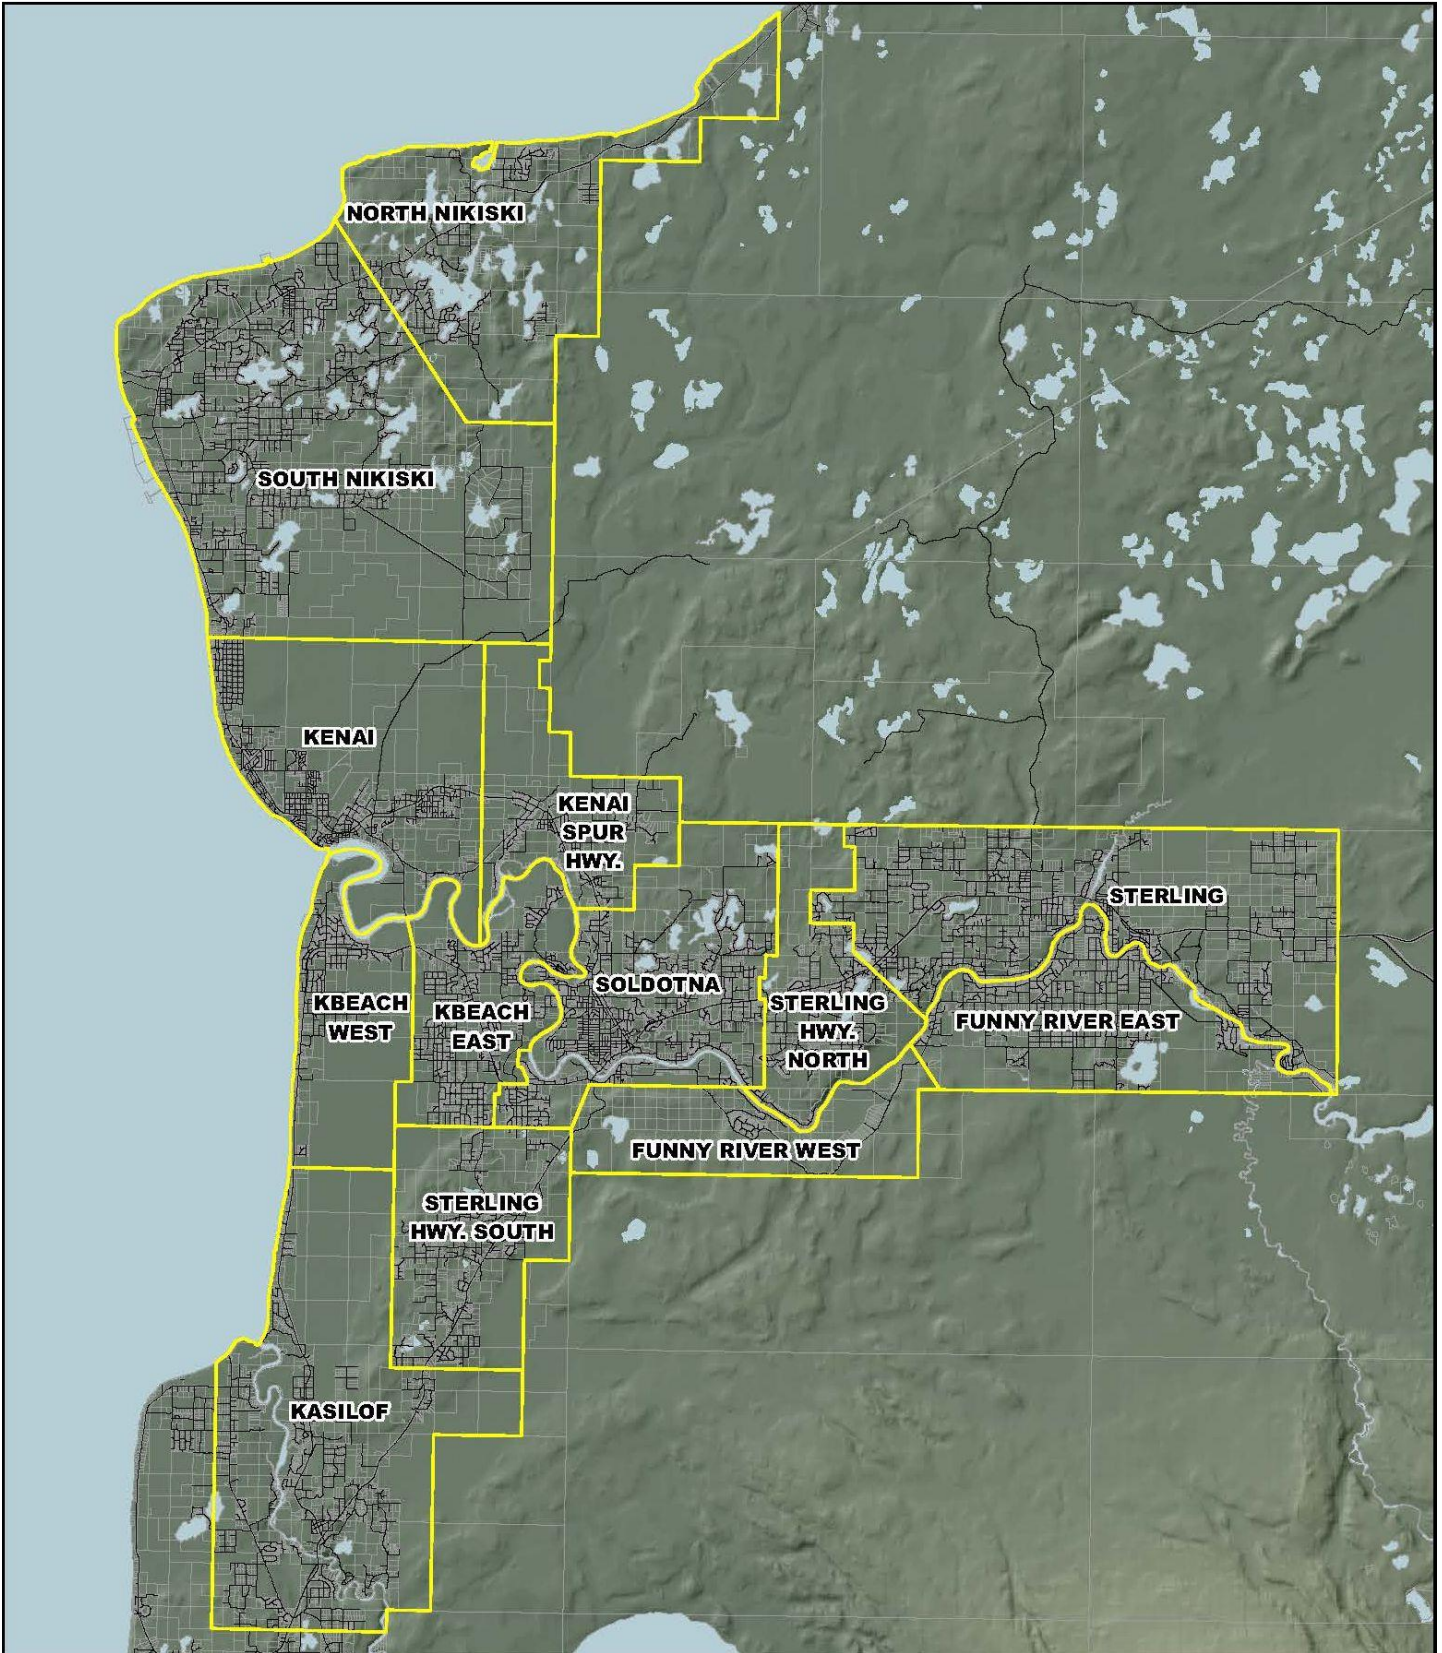 NORTH NIKISKI
SOUTH NIKISKI
KENAI
KENAI
SPUR
HWY.
STERLING
SOLDOTNA
KBEACH
WEST
KBEACH
EAST
STERLING
HWY.
NORTH
FUNNY RIVER EAST
FUNNY RIVER WEST
STERLING
HWY. SOUTH
KASILOF